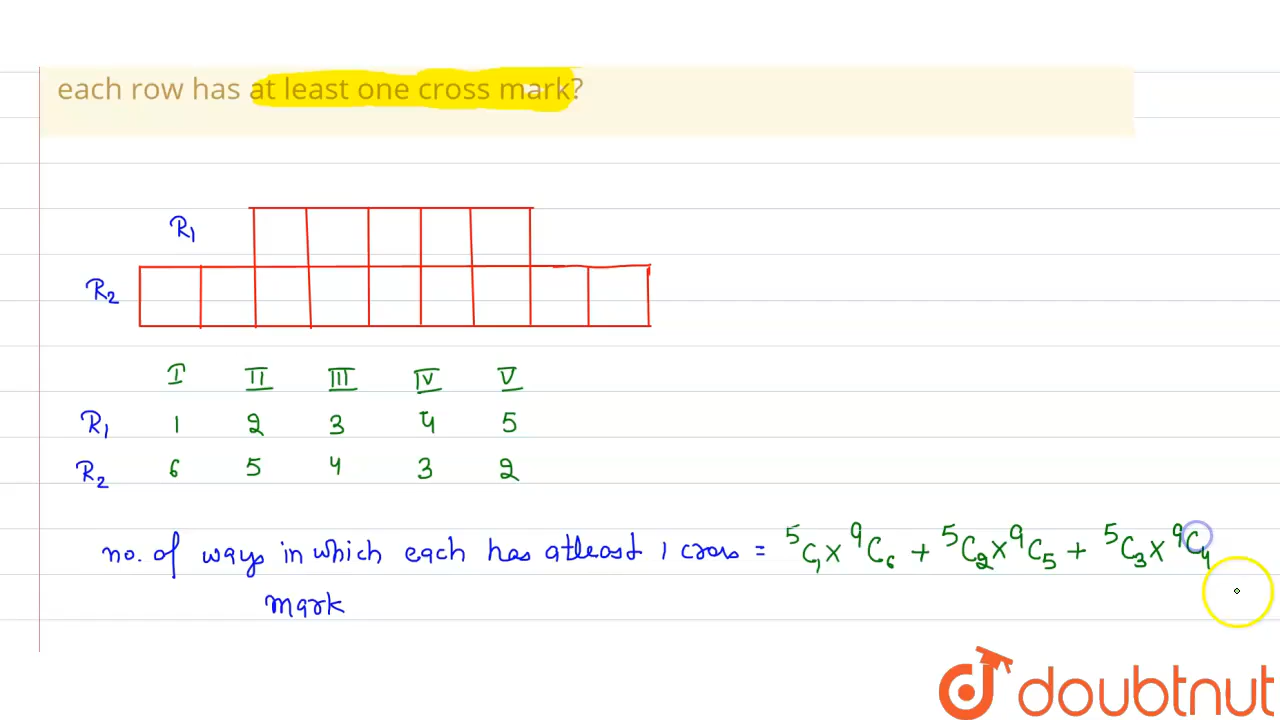 each row has at least one cross mark?
R₁
R₂
I II III IV V
R₁ 1 2 3 4 5
R₂ 6 5 4 3 2
no. of ways in which each has atleast 1 cross = ⁵C₁ × ⁹C₆ + ⁵C₂ × ⁹C₅ + ⁵C₃ × ⁹C₄
mark
doubtnut